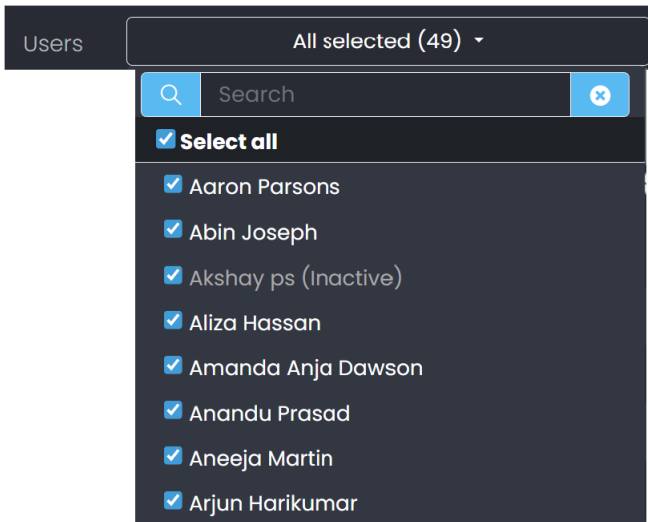 Users
All selected (49)
Search
Select all
Aaron Parsons
Abin Joseph
Akshay ps (Inactive)
Aliza Hassan
Amanda Anja Dawson
Anandu Prasad
Aneeja Martin
Arjun Harikumar